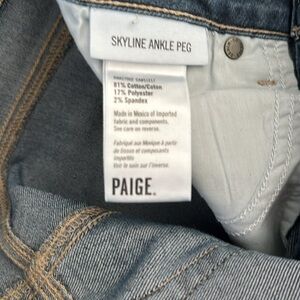 SKYLINE ANKLE PEG
81% Cotton/Coton
17% Polyester
2% Spandex
Made in Mexico of Imported
fabric and components.
See care on reverse.
Fabriqué aux Mexique à partir
de tissus et composants
importés
Voir le soin sur l'inverse.
PAIGE.